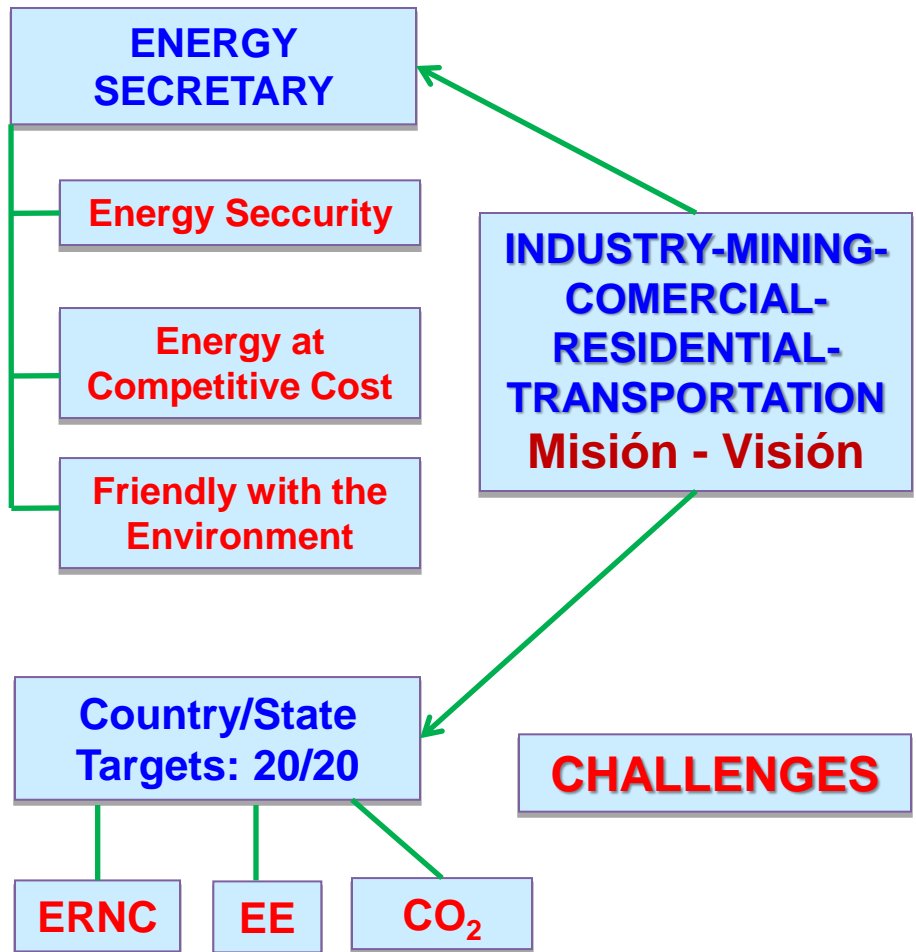 ENERGY
SECRETARY
Energy Seccurity
Energy at
Competitive Cost
Friendly with the
Environment
INDUSTRY-MINING-
COMERCIAL-
RESIDENTIAL-
TRANSPORTATION
Misión - Visión
Country/State
Targets: 20/20
CHALLENGES
ERNC
EE
CO₂